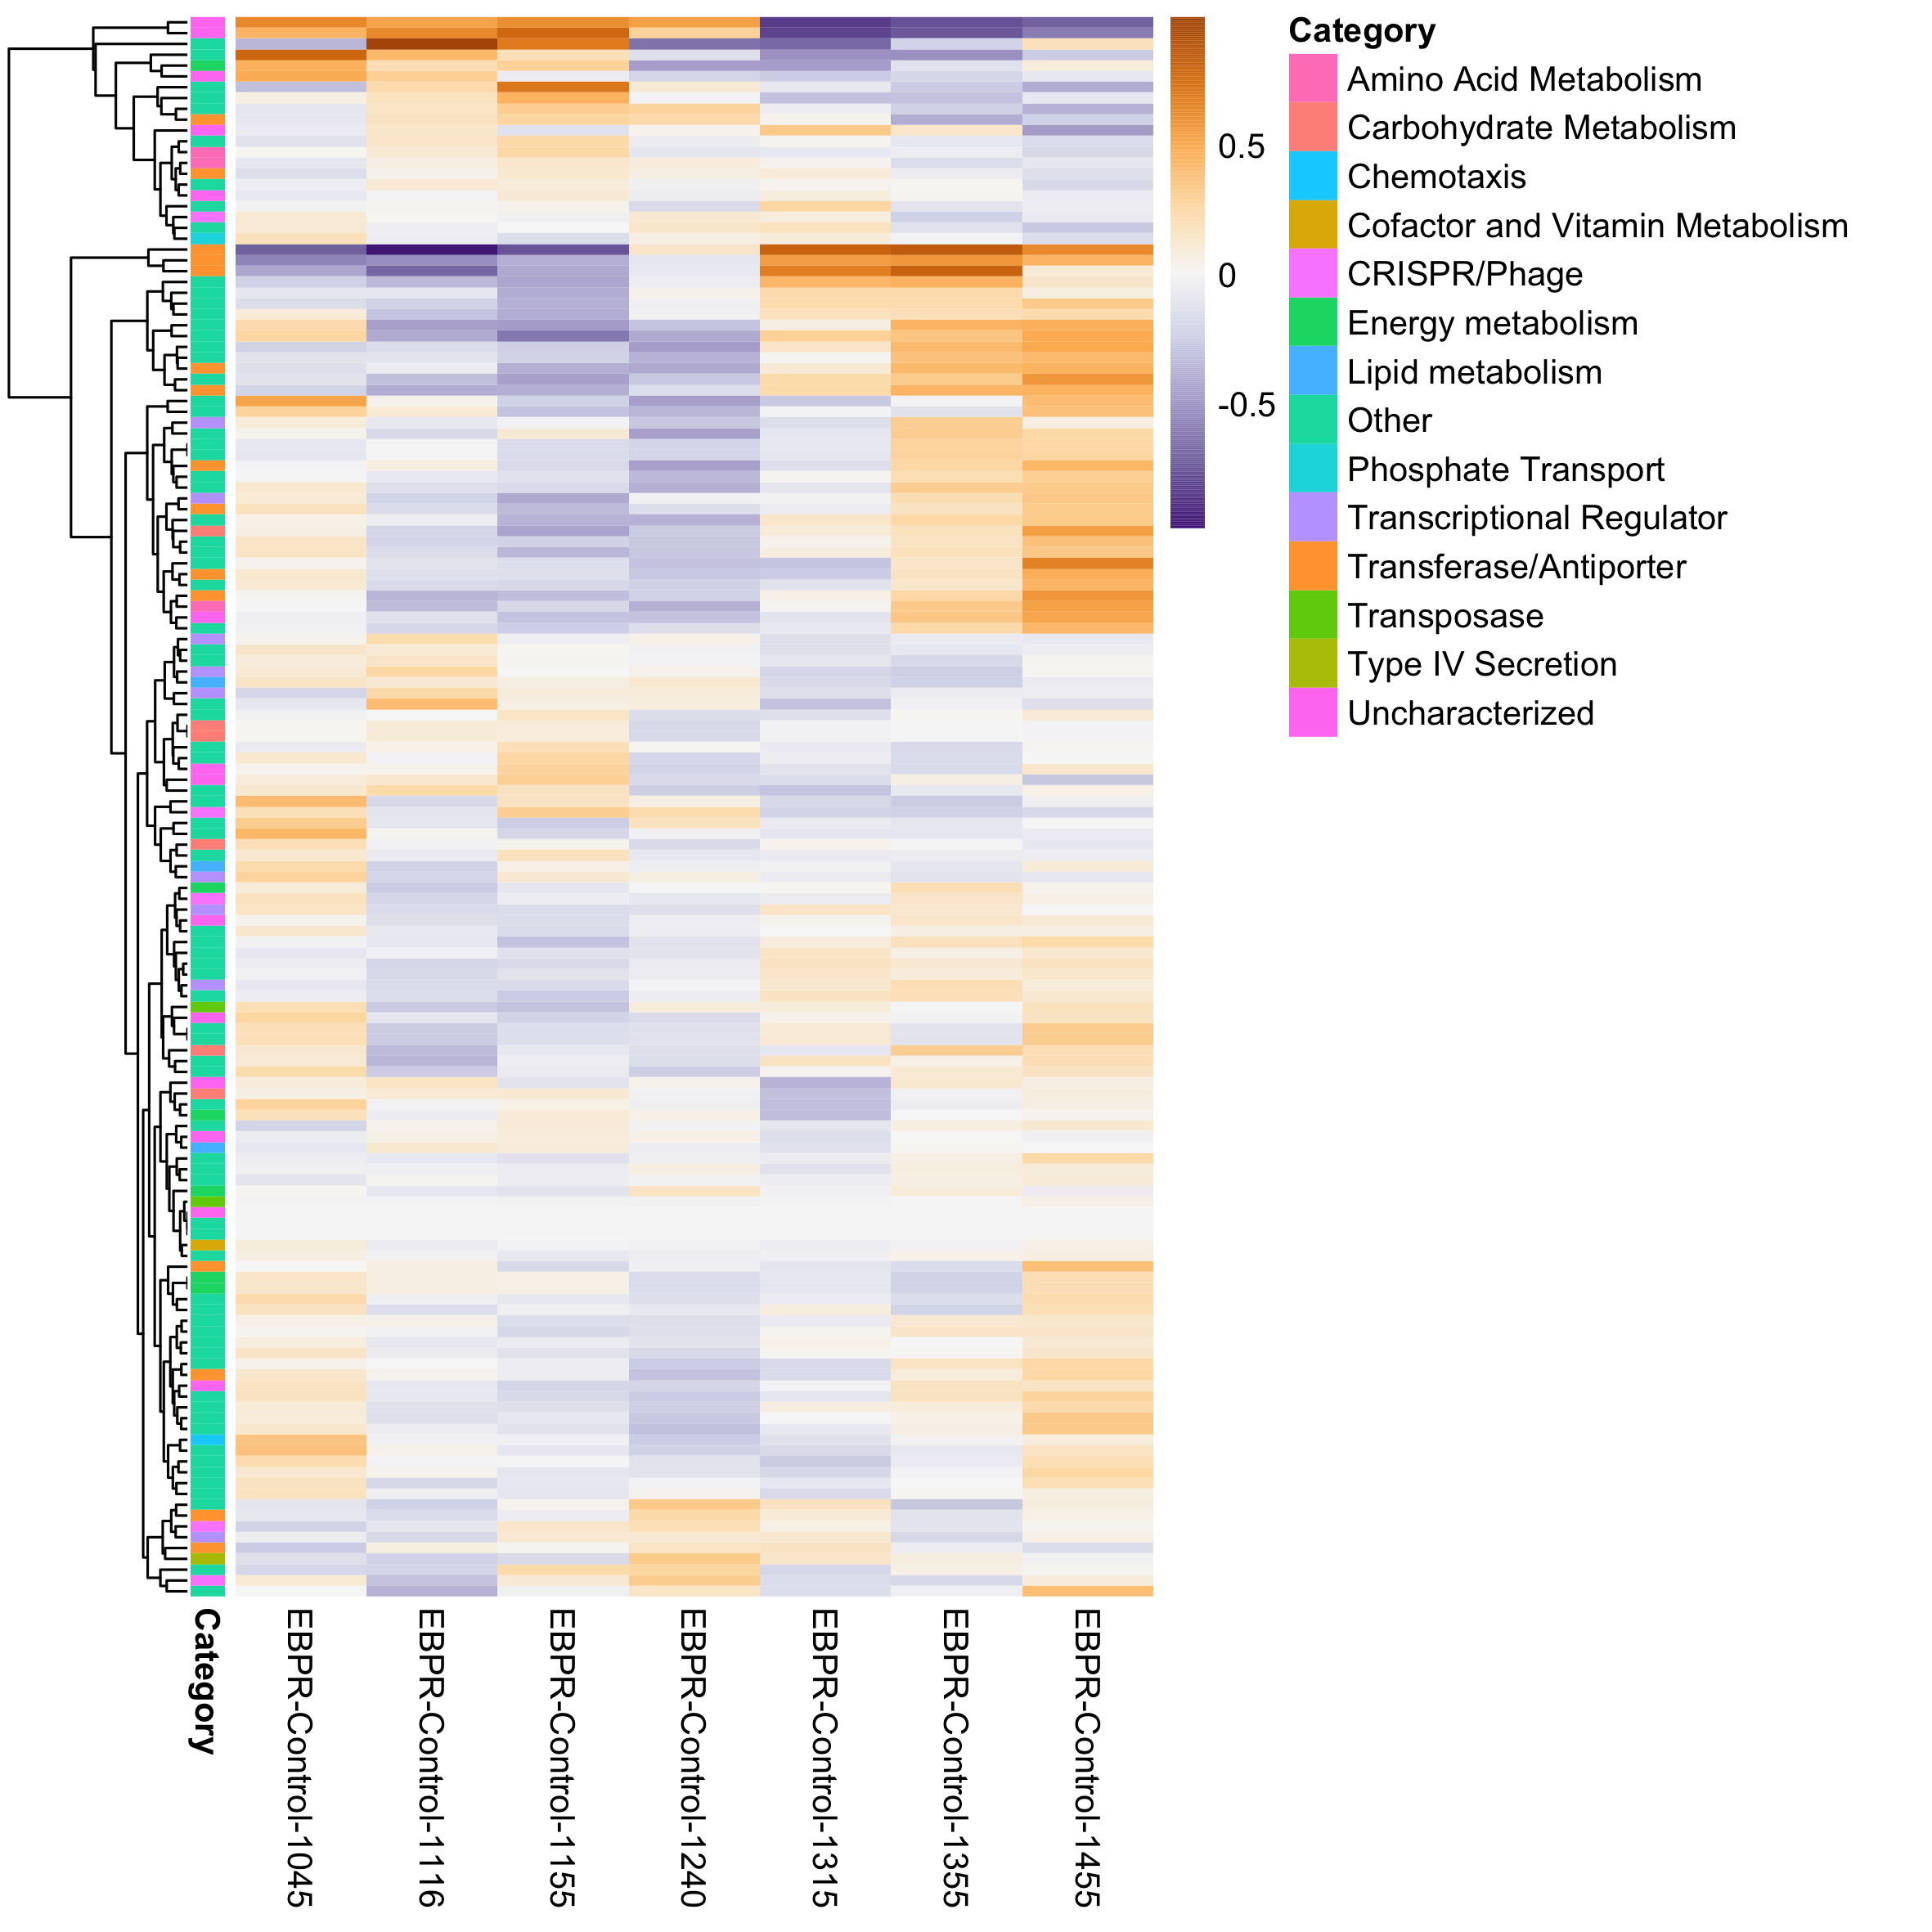 Category
Amino Acid Metabolism
Carbohydrate Metabolism
Chemotaxis
Cofactor and Vitamin Metabolism
CRISPR/Phage
Energy metabolism
Lipid metabolism
Other
Phosphate Transport
Transcriptional Regulator
Transferase/Antiporter
Transposase
Type IV Secretion
Uncharacterized
0.5
0
-0.5
Category
EBPR-Control-1045
EBPR-Control-1116
EBPR-Control-1155
EBPR-Control-1240
EBPR-Control-1315
EBPR-Control-1355
EBPR-Control-1455